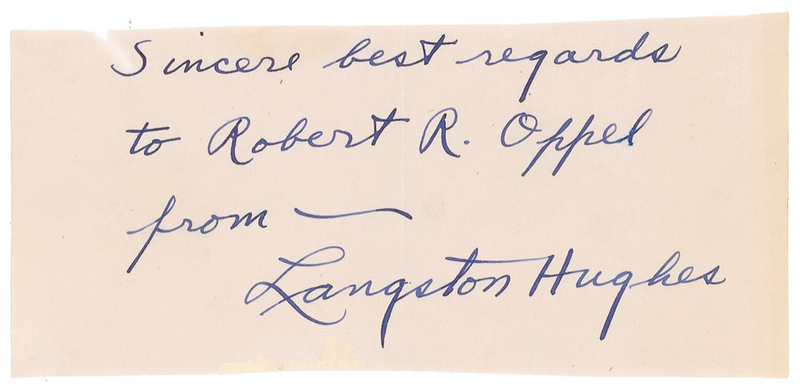 Sincere best regards
to Robert R. Oppel
from —
Langston Hughes